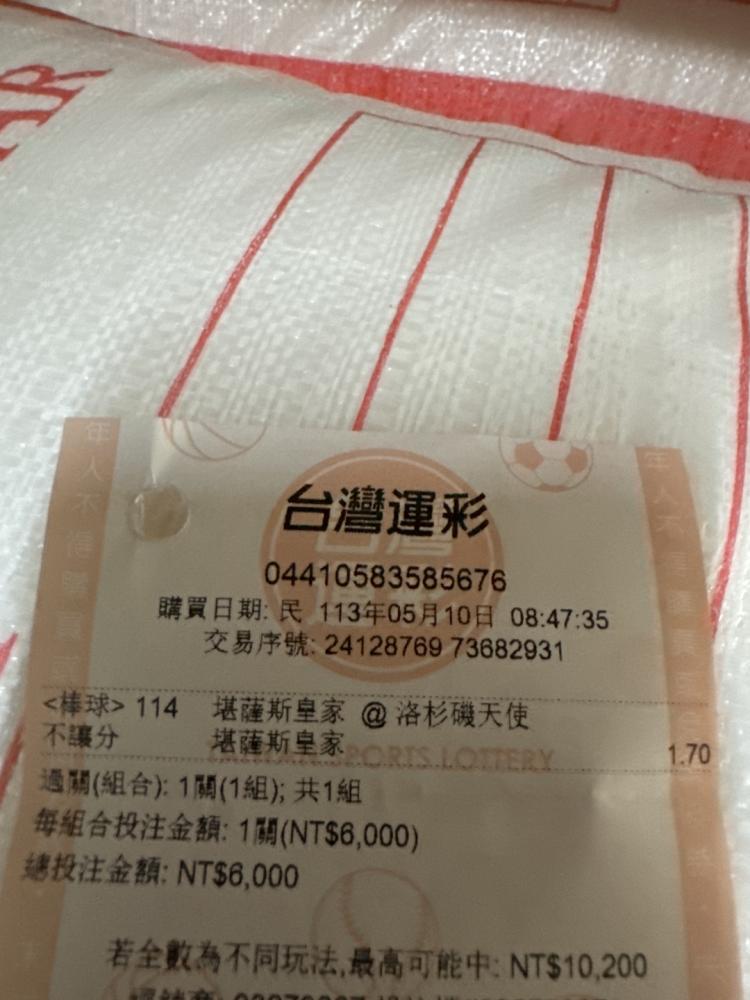 台灣運彩
04410583585676
購買日期: 民 113年05月10日 08:47:35
交易序號: 24128769 73682931
<棒球> 114 堪薩斯皇家 @ 洛杉磯天使
不讓分 堪薩斯皇家 1.70
SPORTS LOTTERY
過關(組合): 1關(1組); 共1組
每組合投注金額: 1關(NT$6,000)
總投注金額: NT$6,000
若全數為不同玩法,最高可能中: NT$10,200